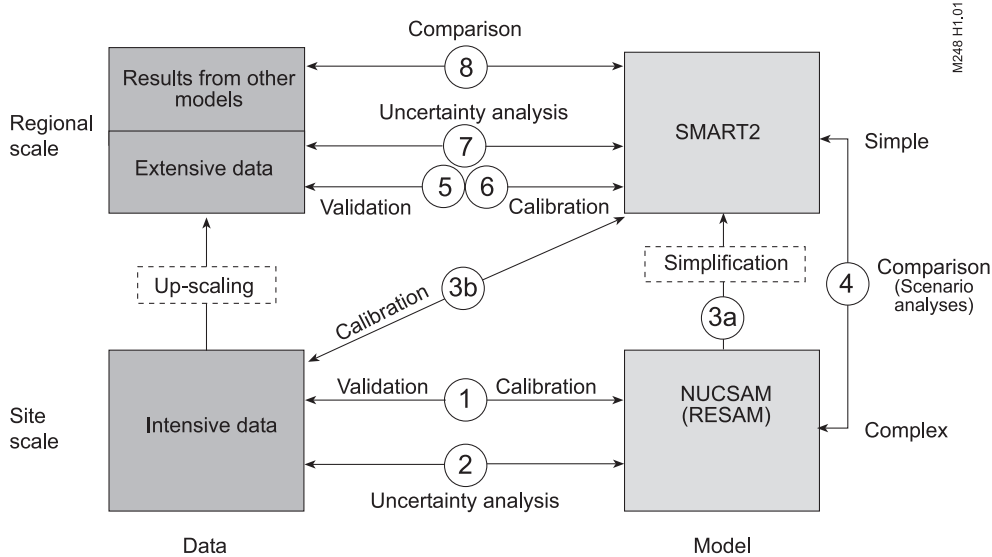 M248 H1.01
Comparison
8
Results from other
models
Uncertainty analysis
Regional
scale
SMART2
Simple
7
Extensive data
5
6
Validation
Calibration
Up-scaling
Simplification
3b
Calibration
4
Comparison
(Scenario
analyses)
3a
Validation
1
Calibration
NUCSAM
(RESAM)
Site
scale
Intensive data
Complex
2
Uncertainty analysis
Data
Model